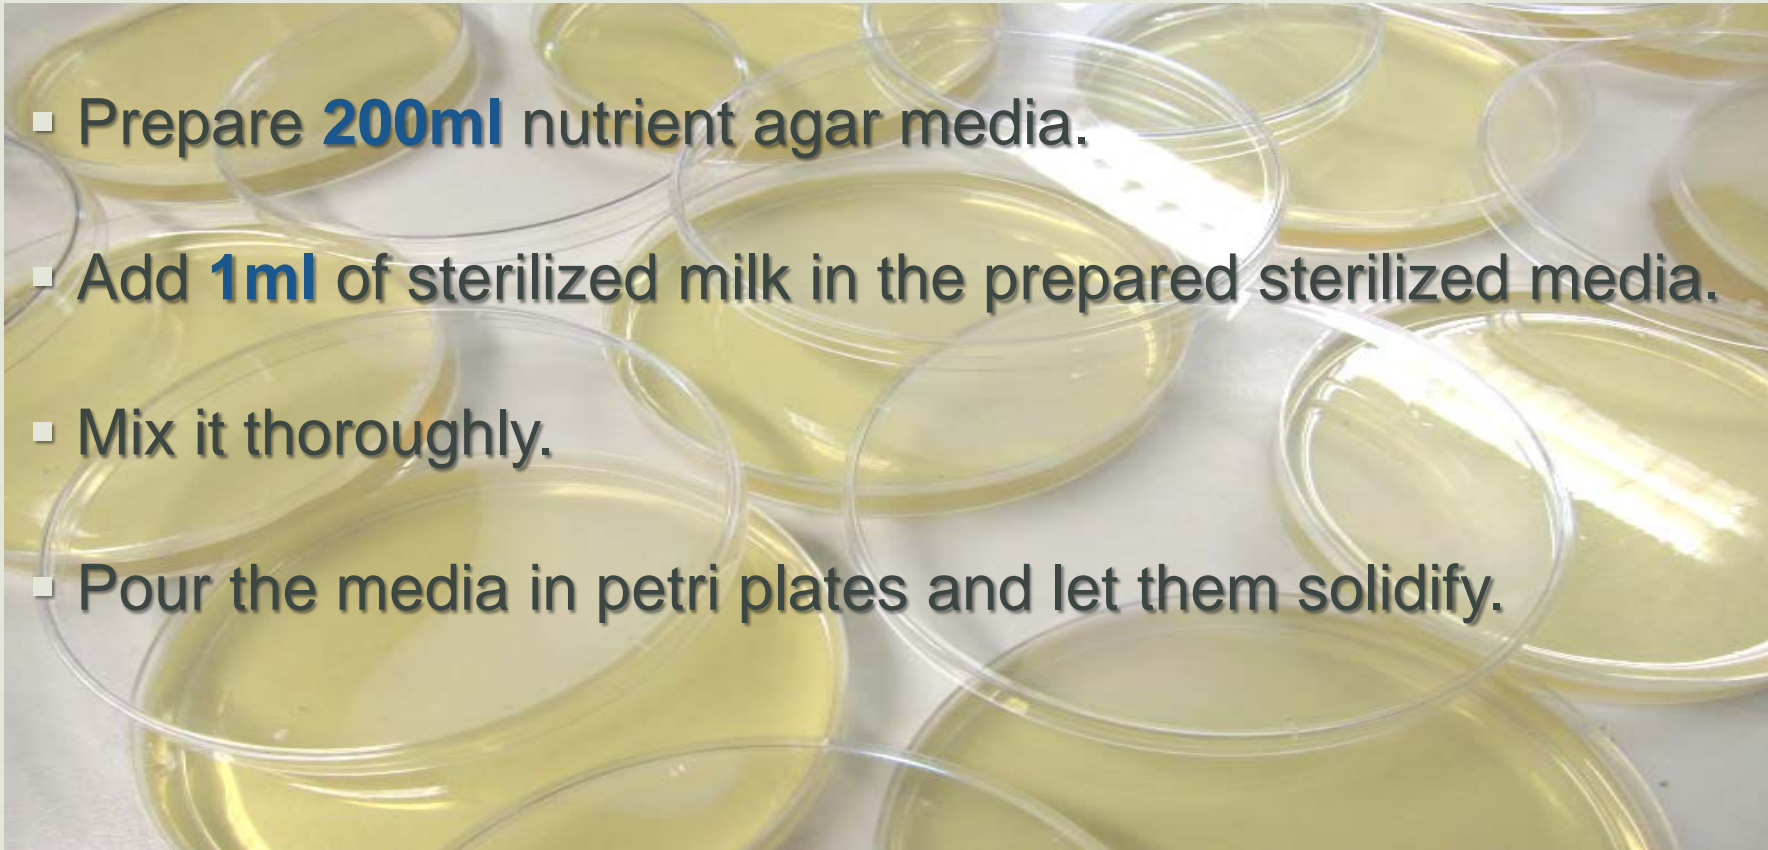 ▪ Prepare 200ml nutrient agar media.
▪ Add 1ml of sterilized milk in the prepared sterilized media.
▪ Mix it thoroughly.
▪ Pour the media in petri plates and let them solidify.